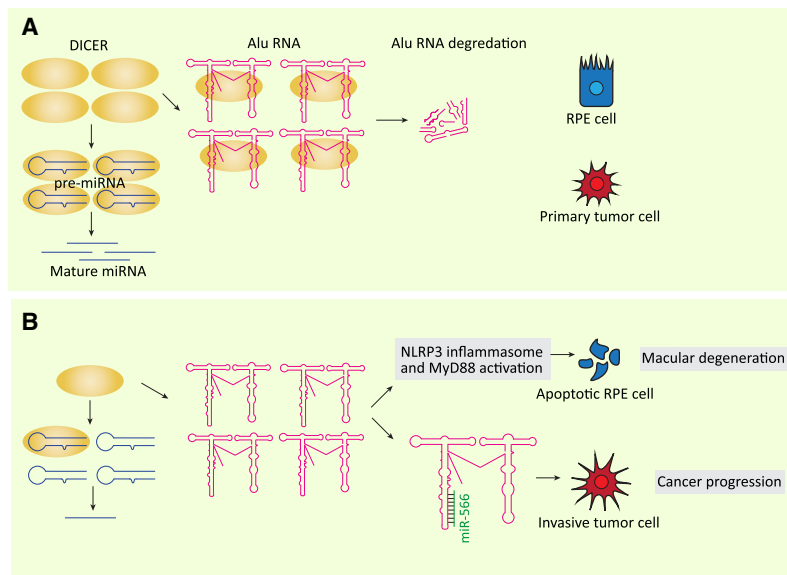 A
DICER
Alu RNA
Alu RNA degredation
RPE cell
pre-miRNA
Primary tumor cell
Mature miRNA
B
NLRP3 inflammasome
and MyD88 activation
Macular degeneration
Apoptotic RPE cell
miR-566
Cancer progression
Invasive tumor cell